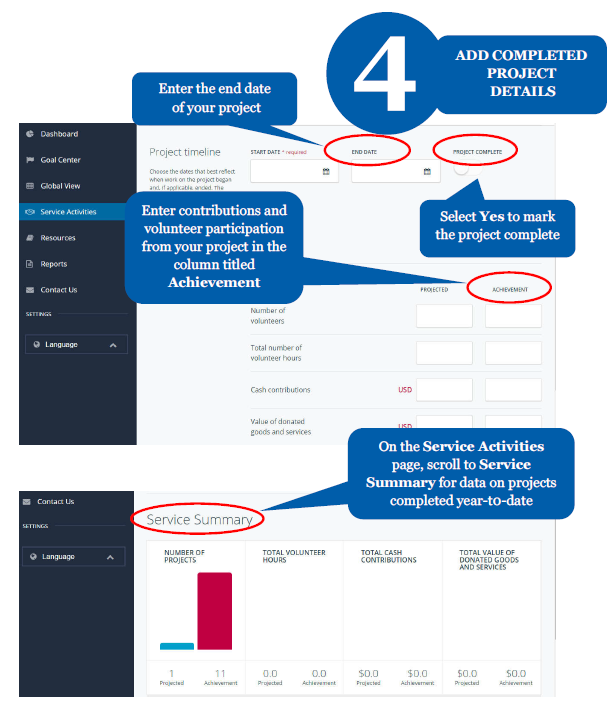 4
ADD COMPLETED
PROJECT
DETAILS
Enter the end date
of your project
Dashboard
Goal Center
Global View
Service Activities
Resources
Reports
Contact Us
SETTINGS
Language
Project timeline
Choose the dates that best reflect
when work on the project began
and, if applicable, ended. The
START DATE * required
END DATE
PROJECT COMPLETE
Enter contributions and
volunteer participation
from your project in the
column titled
Achievement
Select Yes to mark
the project complete
PROJECTED
ACHIEVEMENT
Number of
volunteers
Total number of
volunteer hours
Cash contributions
USD
Value of donated
goods and services
USD
On the Service Activities
page, scroll to Service
Summary for data on projects
completed year-to-date
Contact Us
SETTINGS
Language
Service Summary
NUMBER OF
PROJECTS
1
Projected
11
Achievement
TOTAL VOLUNTEER
HOURS
0.0
Projected
0.0
Achievement
TOTAL CASH
CONTRIBUTIONS
$0.0
Projected
$0.0
Achievement
TOTAL VALUE OF
DONATED GOODS
AND SERVICES
$0.0
Projected
$0.0
Achievement